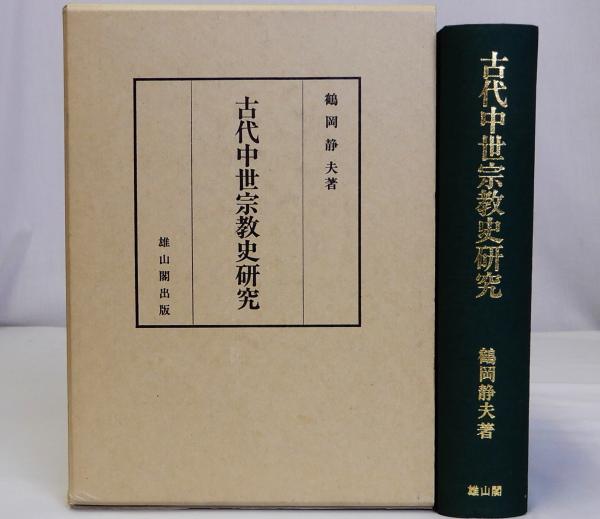 鶴岡静夫著
古代中世宗教史研究
雄山閣出版
古代中世宗教史研究
鶴岡静夫著
雄山閣